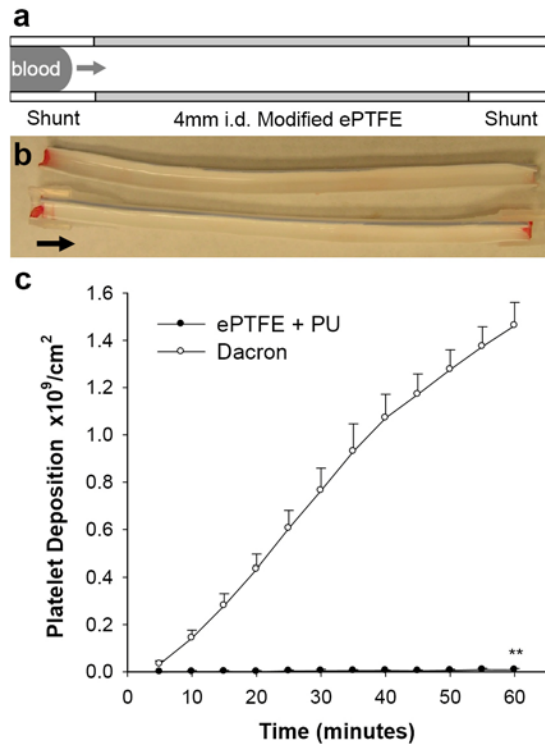 a
blood
Shunt 4mm i.d. Modified ePTFE Shunt
b
c
1.6
1.4
1.2
1.0
0.8
0.6
0.4
0.2
0.0
Platelet Deposition x10⁹/cm²
ePTFE + PU
Dacron
**
0 10 20 30 40 50 60
Time (minutes)